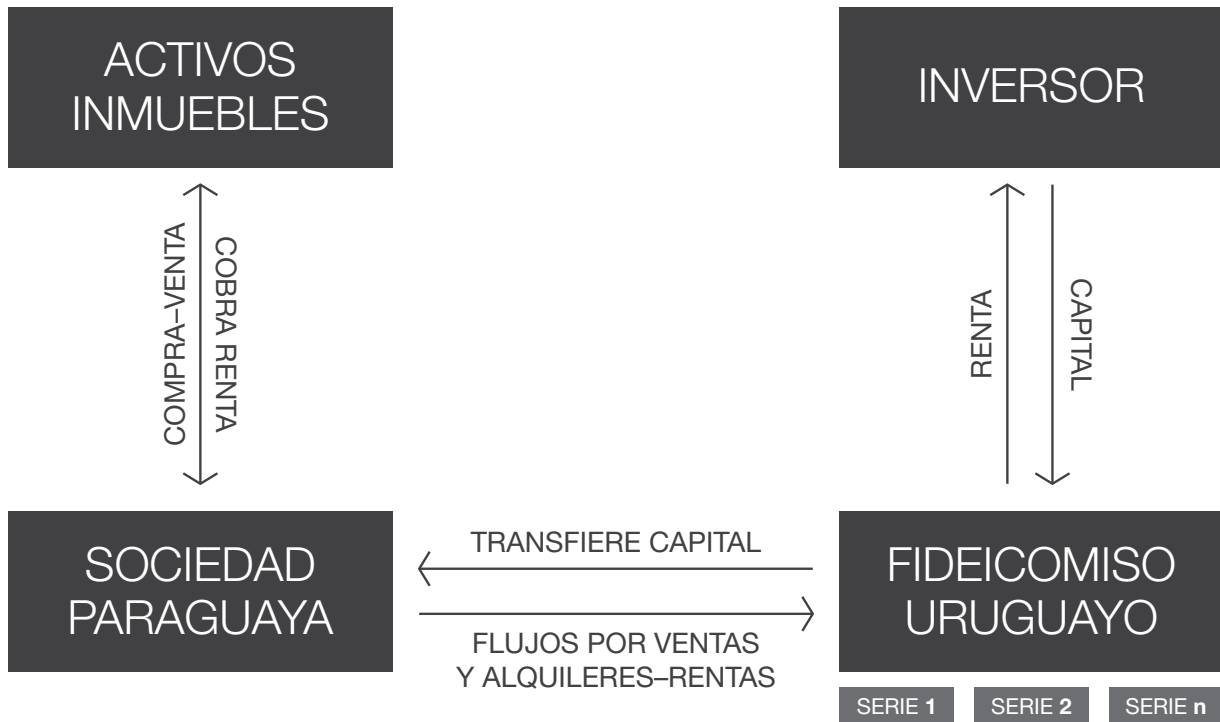 ACTIVOS
INMUEBLES
INVERSOR
COMPRA–VENTA
COBRA RENTA
RENTA
CAPITAL
SOCIEDAD
PARAGUAYA
TRANSFIERE CAPITAL
FLUJOS POR VENTAS
Y ALQUILERES–RENTAS
FIDEICOMISO
URUGUAYO
SERIE 1
SERIE 2
SERIE n